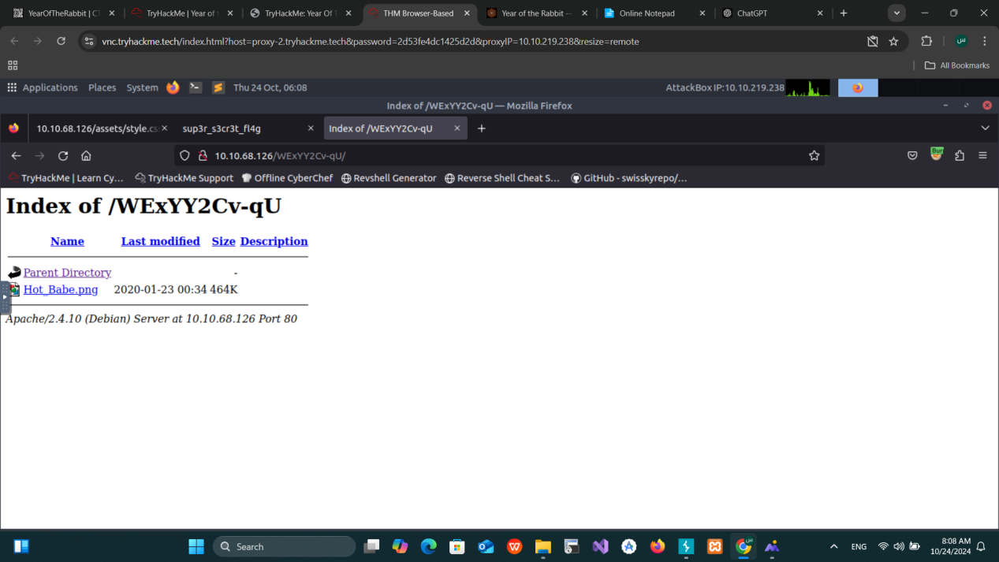 YearOfTheRabbit | CT
TryHackMe | Year of t
TryHackMe: Year Of T
THM Browser-Based
Year of the Rabbit --
Online Notepad
ChatGPT
vnc.tryhackme.tech/index.html?host=proxy-2.tryhackme.tech&password=2d53fe4dc1425d2d&proxyIP=10.10.219.238&resize=remote
س
All Bookmarks
Applications Places System Thu 24 Oct, 06:08 AttackBox IP:10.10.219.238
Index of /WExYY2Cv-qU — Mozilla Firefox
10.10.68.126/assets/style.cs sup3r_s3cr3t_fl4g Index of /WExYY2Cv-qU
10.10.68.126/WExYY2Cv-qU/
Bur
TryHackMe | Learn Cy… TryHackMe Support Offline CyberChef Revshell Generator Reverse Shell Cheat S… GitHub - swisskyrepo/…
Index of /WExYY2Cv-qU
Name Last modified Size Description
Parent Directory -
Hot_Babe.png 2020-01-23 00:34 464K
Apache/2.4.10 (Debian) Server at 10.10.68.126 Port 80
Search
ENG
8:08 AM
10/24/2024